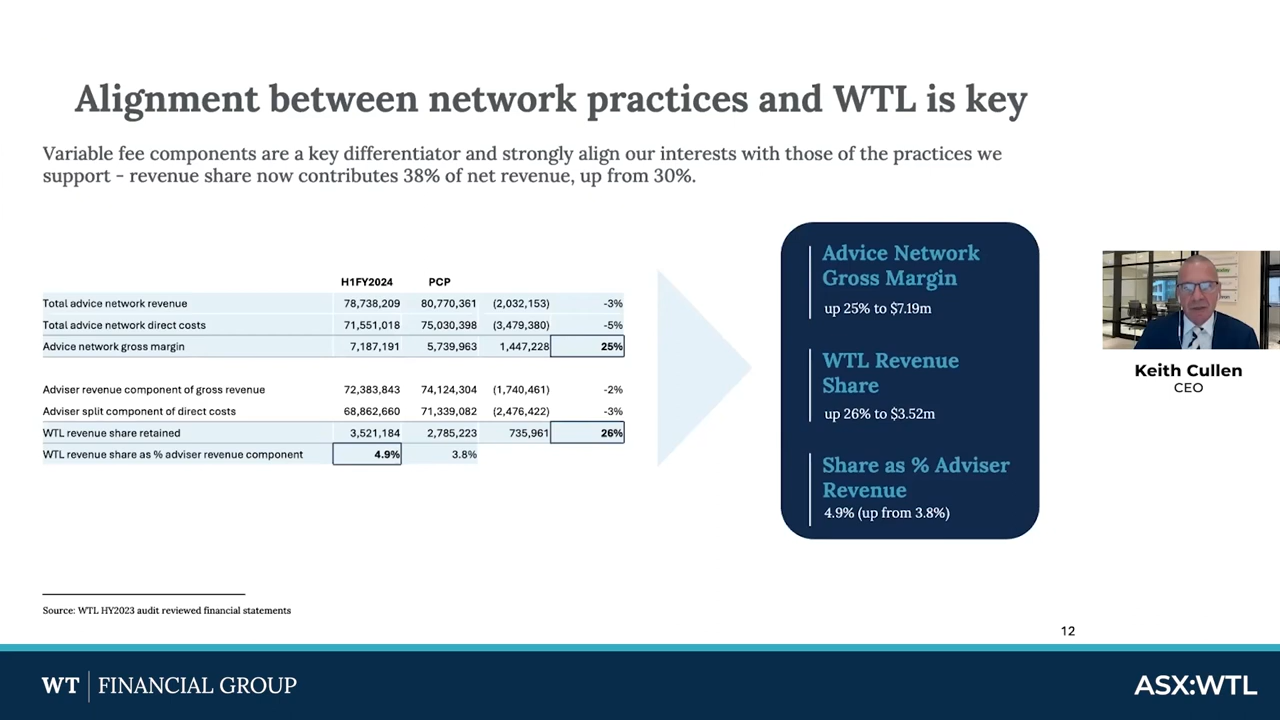 Alignment between network practices and WTL is key
Variable fee components are a key differentiator and strongly align our interests with those of the practices we
support - revenue share now contributes 38% of net revenue, up from 30%.
H1FY2024 PCP
Total advice network revenue 78,738,209 80,770,361 (2,032,153) -3%
Total advice network direct costs 71,551,018 75,030,398 (3,479,380) -5%
Advice network gross margin 7,187,191 5,739,963 1,447,228 25%
Adviser revenue component of gross revenue 72,383,843 74,124,304 (1,740,461) -2%
Adviser split component of direct costs 68,862,660 71,339,082 (2,476,422) -3%
WTL revenue share retained 3,521,184 2,785,223 735,961 26%
WTL revenue share as % adviser revenue component 4.9% 3.8%
Advice Network
Gross Margin
up 25% to $7.19m
WTL Revenue
Share
up 26% to $3.52m
Share as % Adviser
Revenue
4.9% (up from 3.8%)
Keith Cullen
CEO
Source: WTL HY2023 audit reviewed financial statements
12
WT FINANCIAL GROUP
ASX:WTL